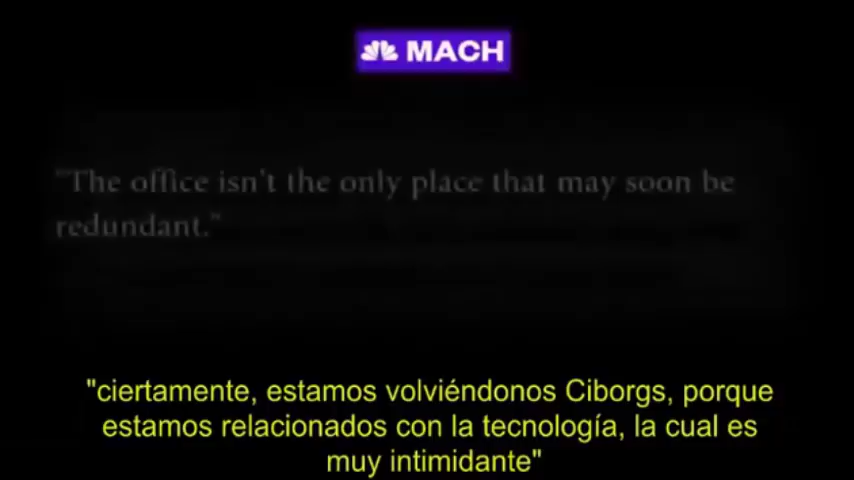 MACH
"The office isn't the only place that may soon be
redundant."
"ciertamente, estamos volviéndonos Ciborgs, porque
estamos relacionados con la tecnología, la cual es
muy intimidante"